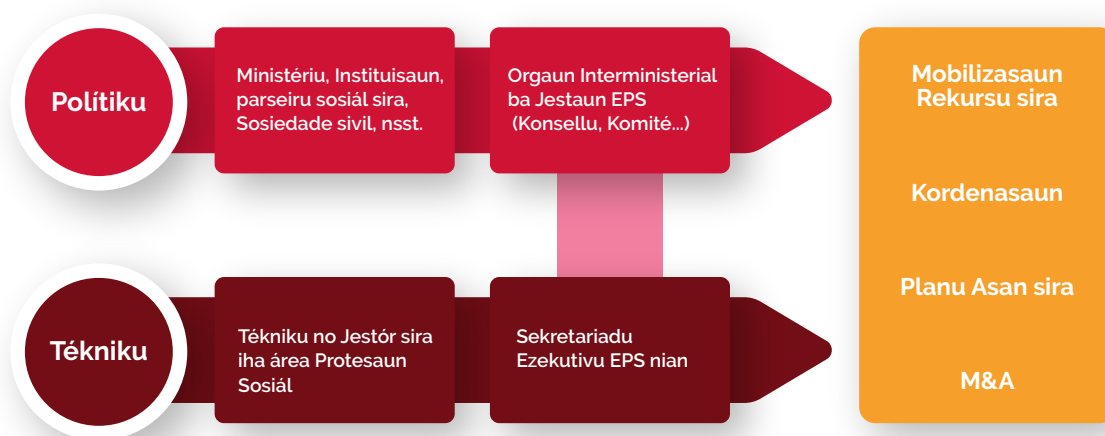 Polítiku
Ministériu, Instituisaun,
parseiru sosiál sira,
Sosiedade sivil, nsst.
Orgaun Interministerial
ba Jestaun EPS
(Konsellu, Komité...)
Tékniku
Tékniku no Jestór sira
iha área Protesaun
Sosiál
Sekretariadu
Ezekutivu EPS nian
Mobilizasaun
Rekursu sira
Kordenasaun
Planu Asan sira
M&A